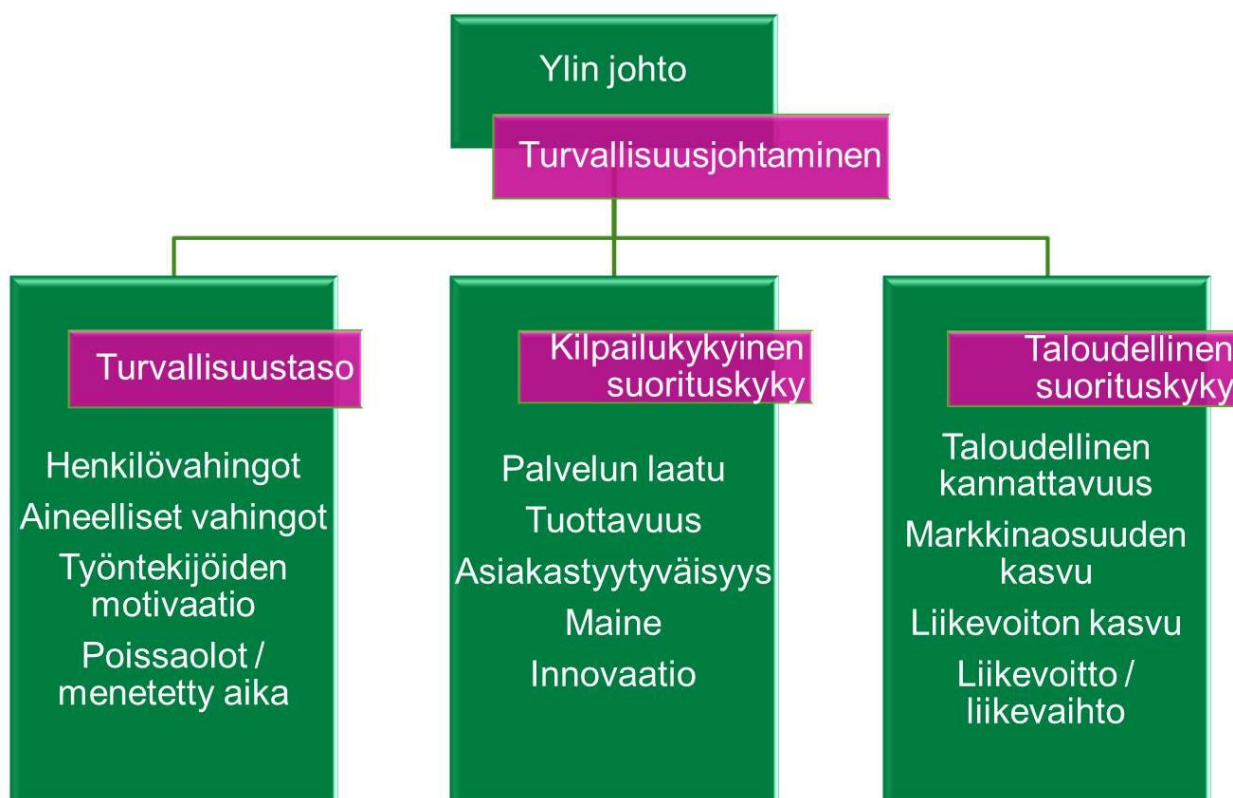 Ylin johto
Turvallisuusjohtaminen
Turvallisuustaso
Henkilövahingot
Aineelliset vahingot
Työntekijöiden
motivaatio
Poissaolot /
menetetty aika
Kilpailukykyinen
suorituskyky
Palvelun laatu
Tuottavuus
Asiakastyytyväisyys
Maine
Innovaatio
Taloudellinen
suorituskyky
Taloudellinen
kannattavuus
Markkinaosuuden
kasvu
Liikevoiton kasvu
Liikevoitto /
liikevaihto